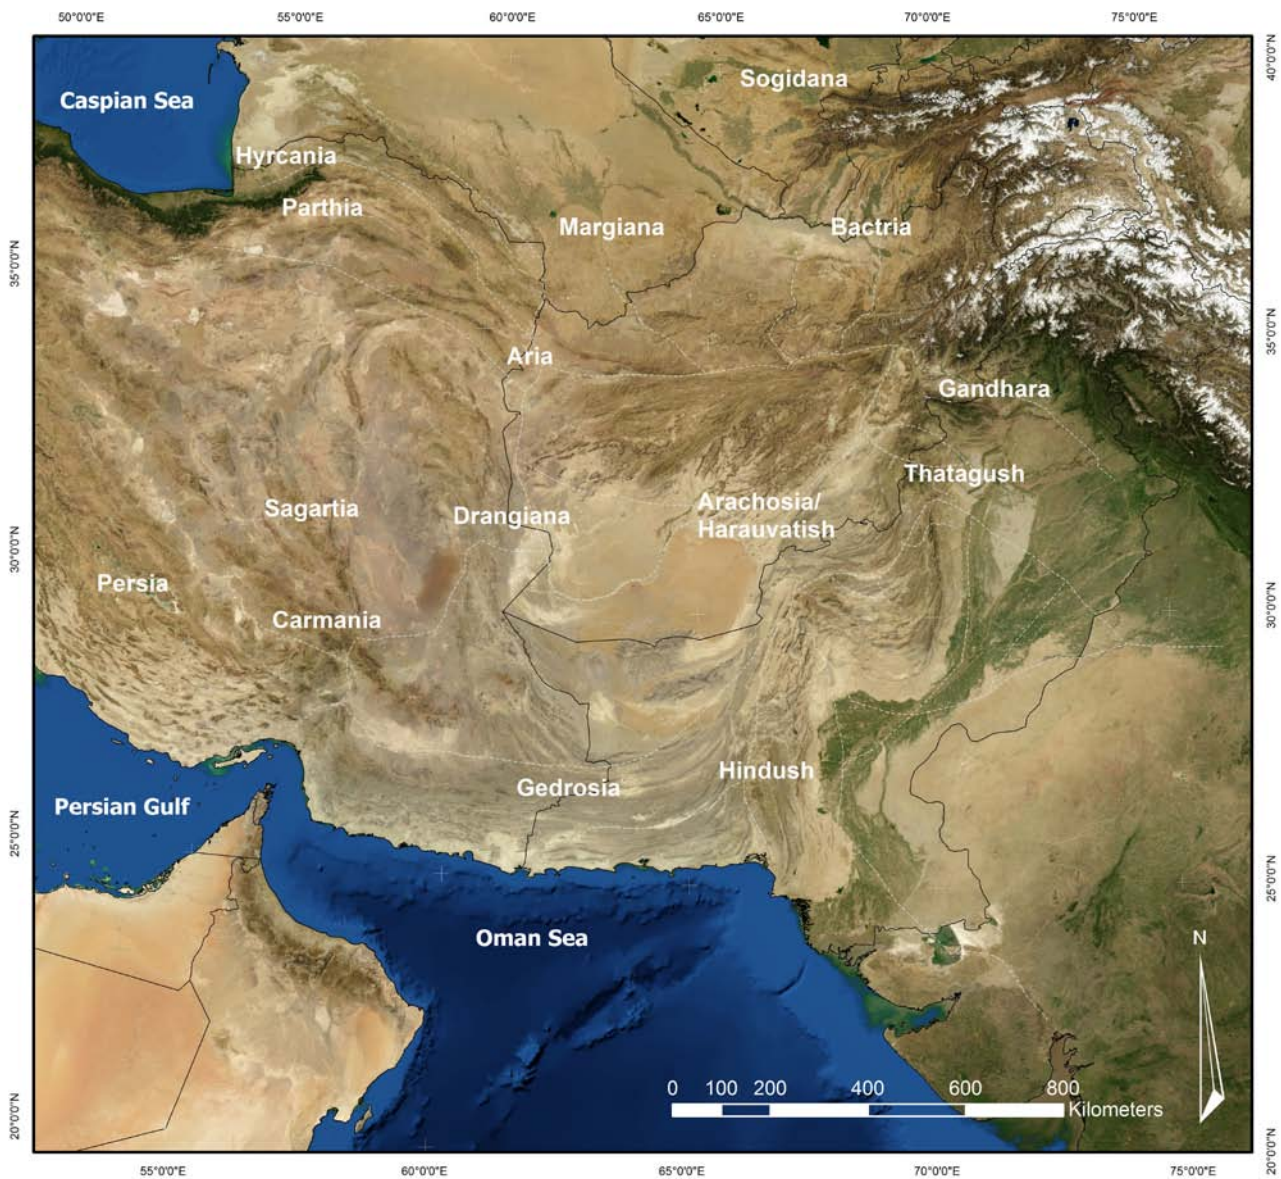 50°0'0"E 55°0'0"E 60°0'0"E 65°0'0"E 70°0'0"E 75°0'0"E
40°0'0"N
Sogidana
Caspian Sea
Hyrcania
Parthia
Margiana
Bactria
35°0'0"N
35°0'0"N
Aria
Gandhara
Thatagush
Sagartia
Drangiana
Arachosia/
Harauvatish
30°0'0"N
30°0'0"N
Persia
Carmania
Hindush
Gedrosia
Persian Gulf
25°0'0"N
25°0'0"N
Oman Sea
N
0 100 200 400 600 800
Kilometers
20°0'0"N
20°0'0"N
55°0'0"E 60°0'0"E 65°0'0"E 70°0'0"E 75°0'0"E